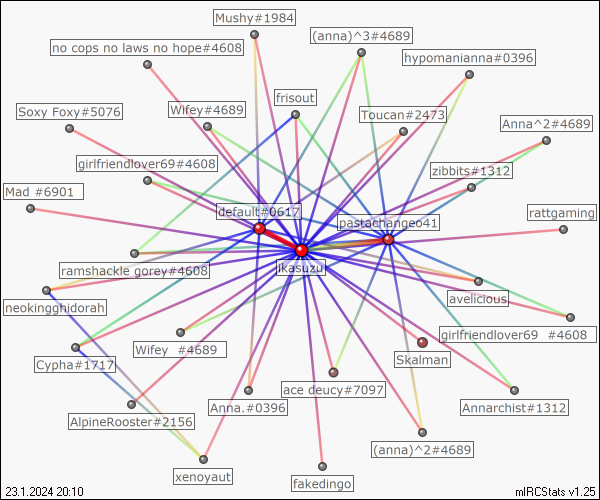 Mushy#1984
(anna)^3#4689
no cops no laws no hope#4608
hypomanianna#0396
frisout
Soxy Foxy#5076
Wifey#4689
Toucan#2473
Anna^2#4689
girlfriendlover69#4608
zibbits#1312
Mad #6901
default#0617
pastachange641
rattgaming
ramshackle gorey#4608
ikasuzu
neokingghidorah
avelicious
girlfriendlover69 #4608
Cypha#1717
Wifey #4689
Skalman
ace deucy#7097
AlpineRooster#2156
Anna.#0396
Annarchist#1312
(anna)^2#4689
xenoyaut
fakedingo
23.1.2024 20:10
mIRCStats v1.25